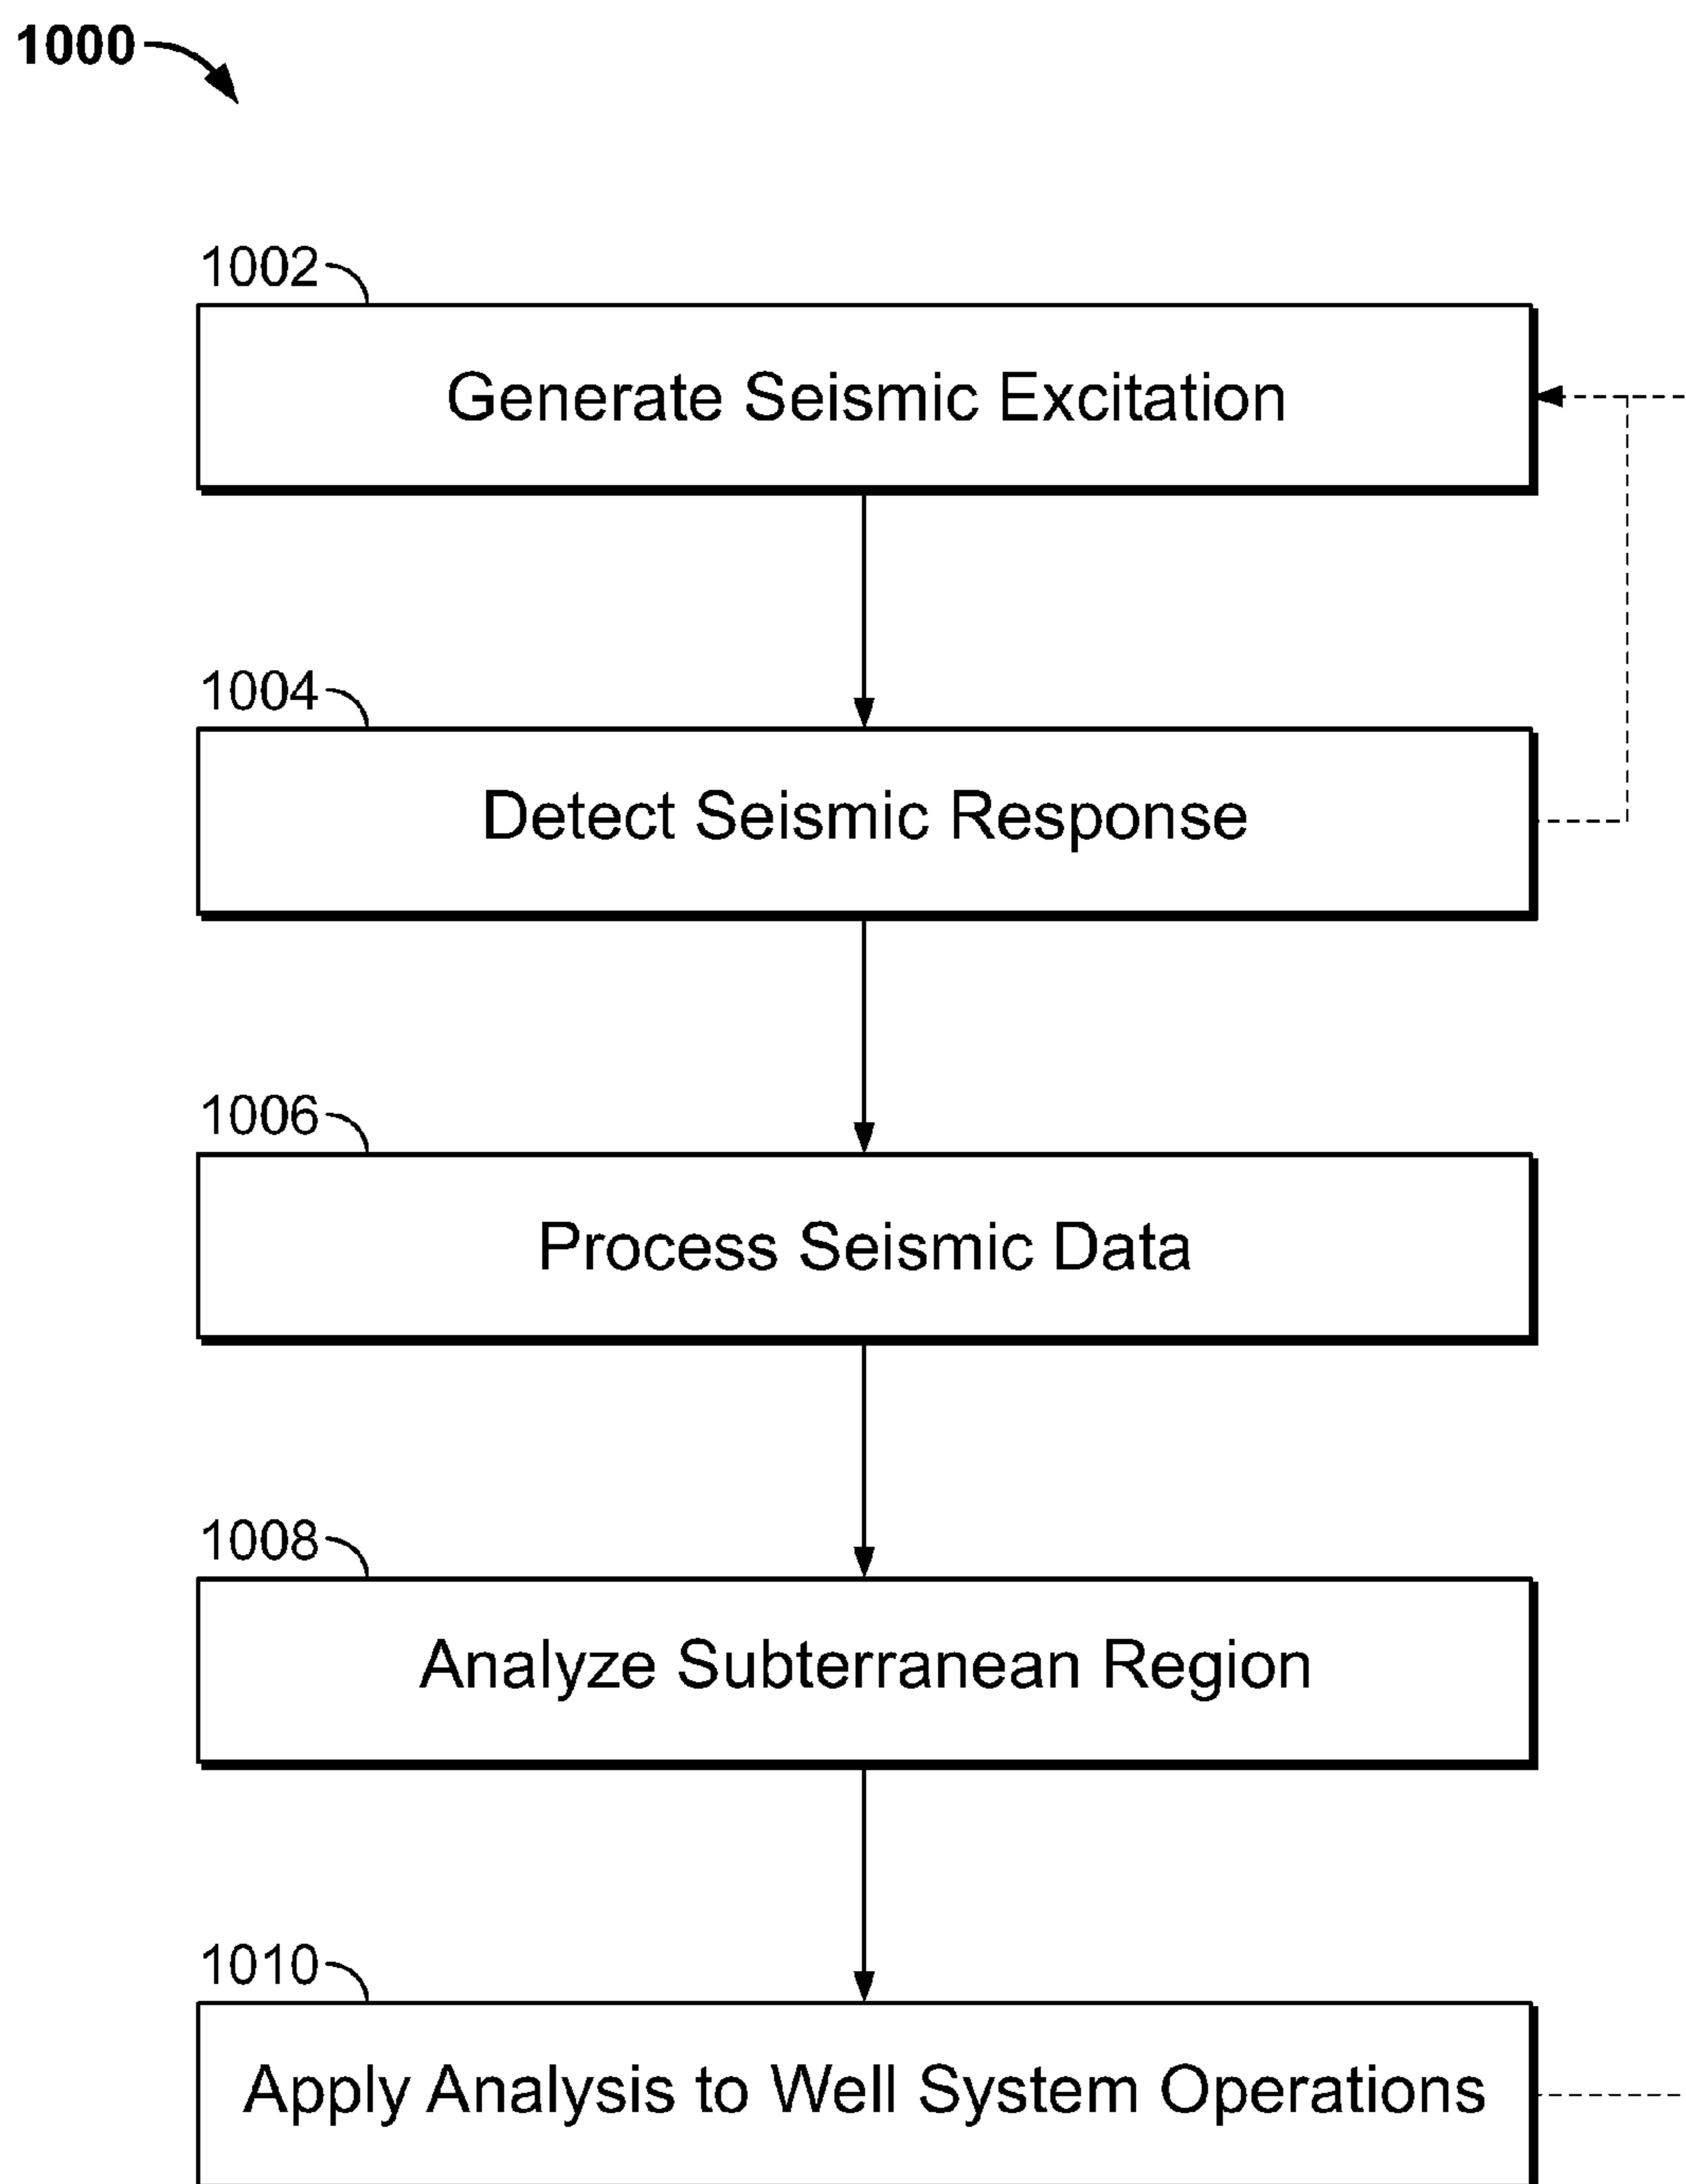 1000
1002
Generate Seismic Excitation
1004
Detect Seismic Response
1006
Process Seismic Data
1008
Analyze Subterranean Region
1010
Apply Analysis to Well System Operations